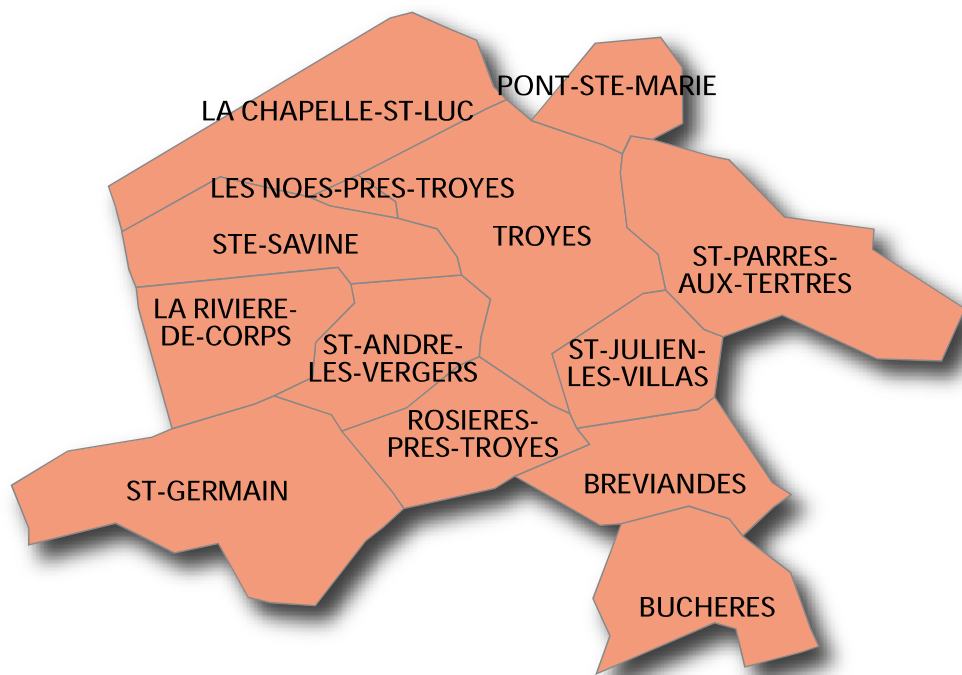 PONT-STE-MARIE
LA CHAPELLE-ST-LUC
LES NOES-PRES-TROYES
TROYES
STE-SAVINE
ST-PARRES-
AUX-TERTRES
LA RIVIERE-
DE-CORPS
ST-ANDRE-
LES-VERGERS
ST-JULIEN-
LES-VILLAS
ROSIERES-
PRES-TROYES
BREVIANDES
ST-GERMAIN
BUCHERES